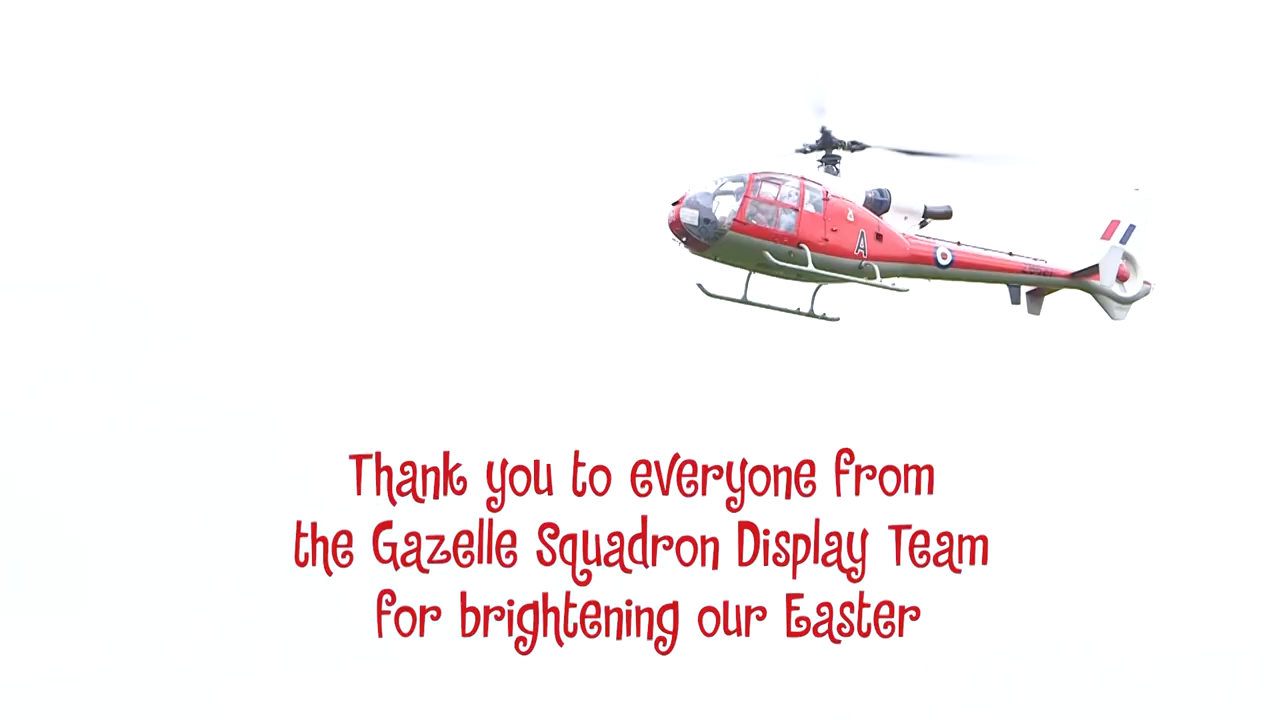 A
Thank you to everyone from
the Gazelle Squadron Display Team
for brightening our Easter